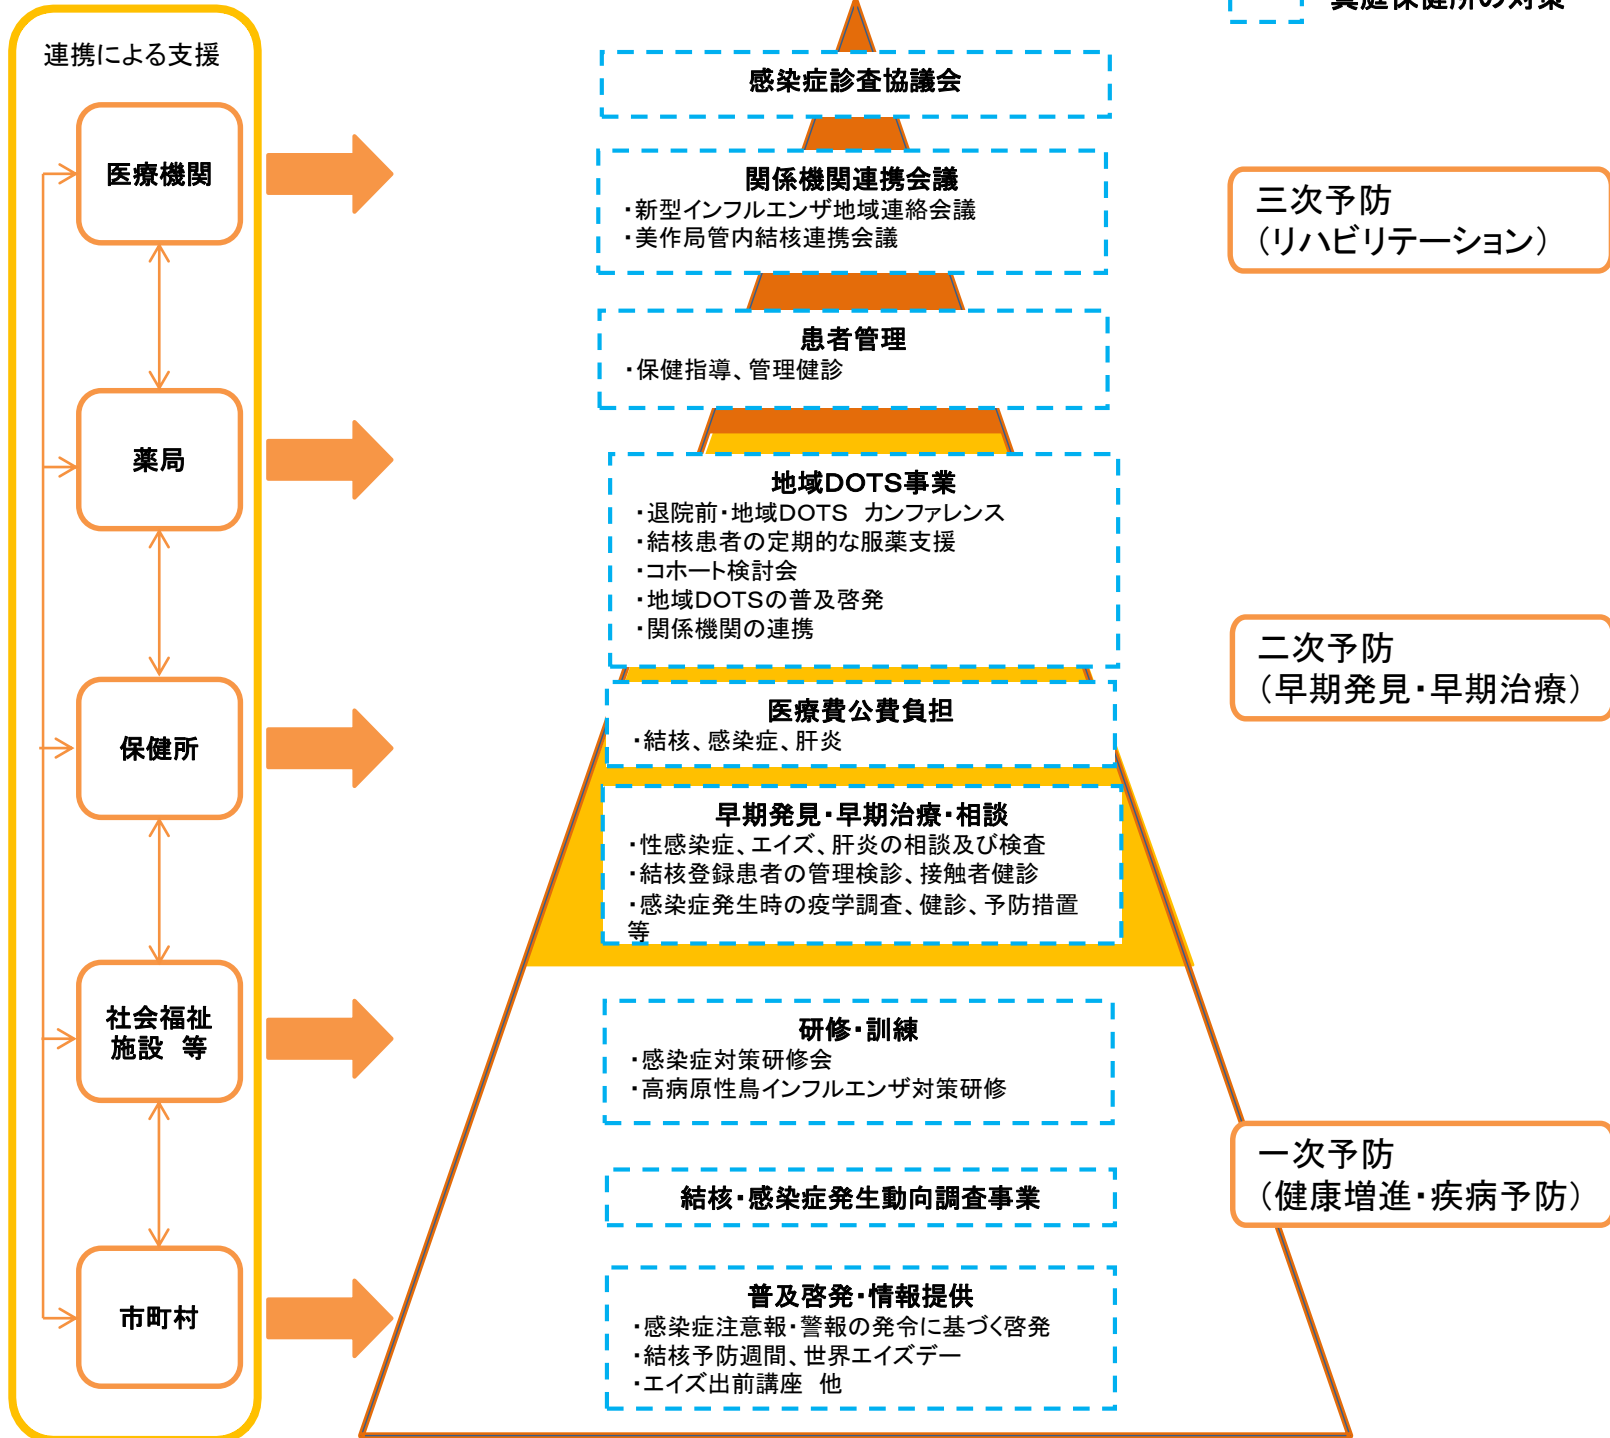 真庭保健所の対策
連携による支援
医療機関
薬局
保健所
社会福祉
施設 等
市町村
感染症診査協議会
関係機関連携会議
・新型インフルエンザ地域連絡会議
・美作局管内結核連携会議
患者管理
・保健指導、管理健診
地域DOTS事業
・退院前・地域DOTS カンファレンス
・結核患者の定期的な服薬支援
・コホート検討会
・地域DOTSの普及啓発
・関係機関の連携
医療費公費負担
・結核、感染症、肝炎
早期発見・早期治療・相談
・性感染症、エイズ、肝炎の相談及び検査
・結核登録患者の管理検診、接触者健診
・感染症発生時の疫学調査、健診、予防措置
等
研修・訓練
・感染症対策研修会
・高病原性鳥インフルエンザ対策研修
結核・感染症発生動向調査事業
普及啓発・情報提供
・感染症注意報・警報の発令に基づく啓発
・結核予防週間、世界エイズデー
・エイズ出前講座 他
三次予防
（リハビリテーション）
二次予防
（早期発見・早期治療）
一次予防
（健康増進・疾病予防）